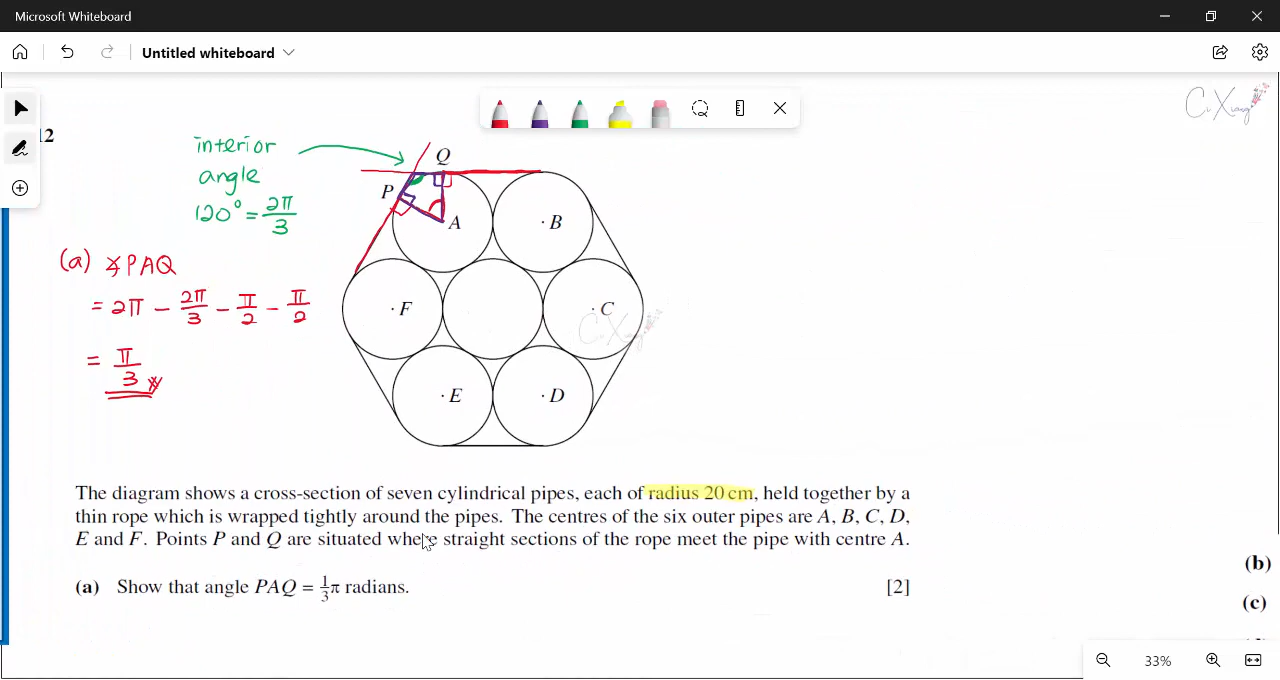 Microsoft Whiteboard
Untitled whiteboard
C.Xiang
12
interior
angle
120° = 2π/3
Q
P
A
· B
(a) ∡PAQ
= 2π − 2π/3 − π/2 − π/2
= π/3
· F
· C
C.Xiang
· E
· D
The diagram shows a cross-section of seven cylindrical pipes, each of radius 20 cm, held together by a
thin rope which is wrapped tightly around the pipes. The centres of the six outer pipes are A, B, C, D,
E and F. Points P and Q are situated where straight sections of the rope meet the pipe with centre A.
(b)
(a) Show that angle PAQ = 1/3 π radians. [2]
(c)
33%